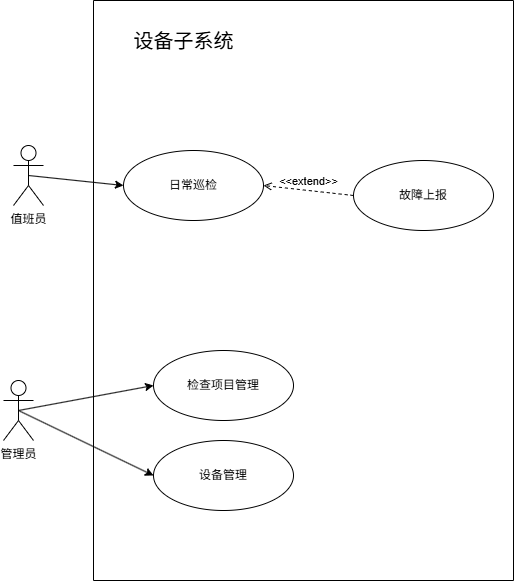 设备子系统
日常巡检
<<extend>>
故障上报
值班员
检查项目管理
管理员
设备管理